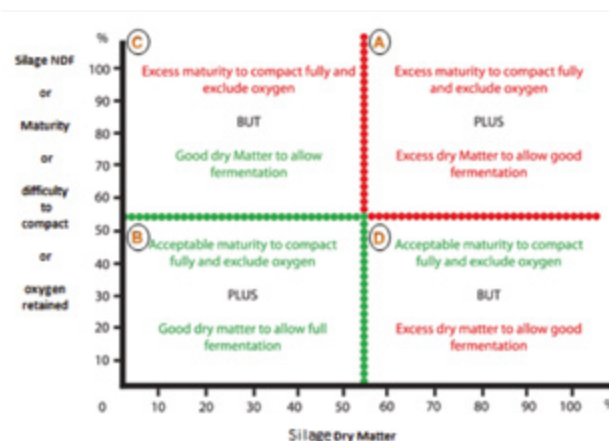 %
Silage NDF
or
Maturity
or
difficulty
to
compact
or
oxygen
retained
100
90
80
70
60
50
40
30
20
10
C
Excess maturity to compact fully and
exclude oxygen
BUT
Good dry Matter to allow
fermentation
A
Excess maturity to compact fully
and exclude oxygen
PLUS
Excess dry Matter to allow good
fermentation
B
Acceptable maturity to compact
fully and exclude oxygen
PLUS
Good dry matter to allow full
fermentation
D
Acceptable maturity to compact
fully and exclude oxygen
BUT
Excess dry matter to allow good
fermentation
0 10 20 30 40 50 60 70 80 90 100 %
Silage Dry Matter